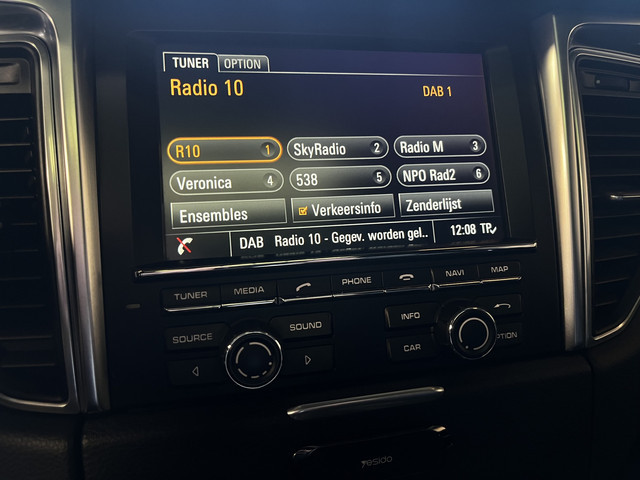 TUNER OPTION
Radio 10 DAB 1
R10 1 SkyRadio 2 Radio M 3
Veronica 4 538 5 NPO Rad2 6
Ensembles Verkeersinfo Zenderlijst
DAB Radio 10 - Gegev. worden gel.. 12:08 TP
TUNER MEDIA PHONE NAVI MAP
SOURCE SOUND INFO OPTION
CAR
yesido